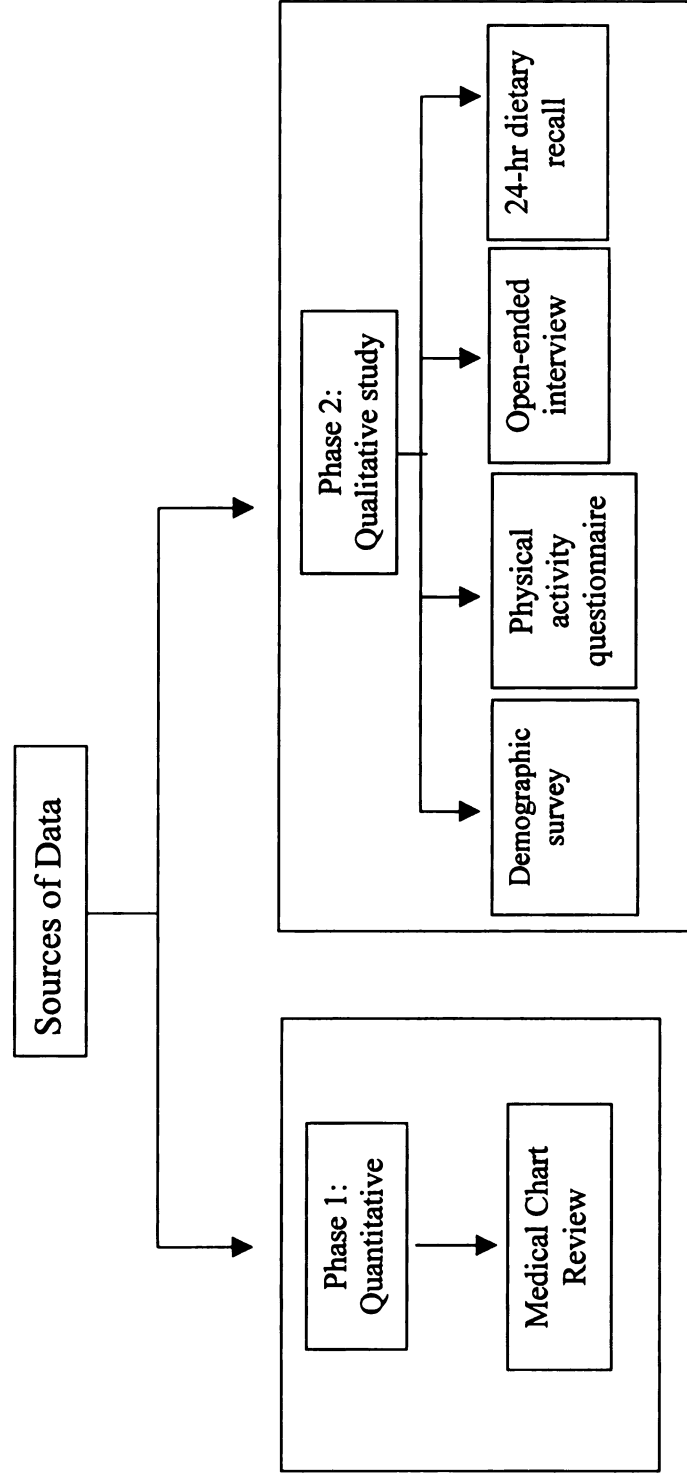 Sources of Data
Phase 1:
Quantitative
Medical Chart
Review
Phase 2:
Qualitative study
Demographic
survey
Physical
activity
questionnaire
Open-ended
interview
24-hr dietary
recall